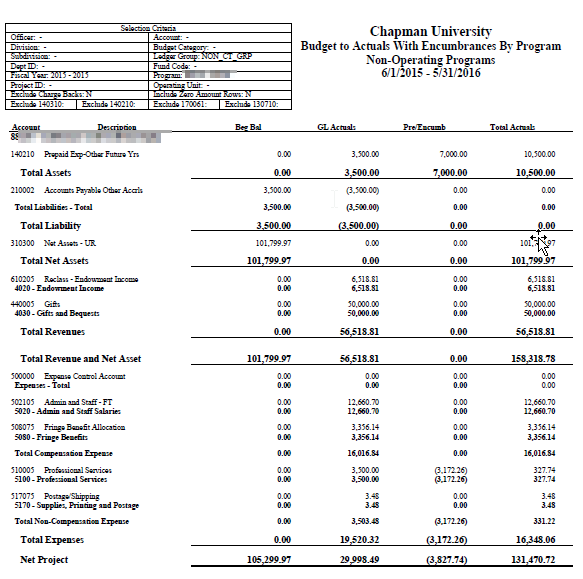 Selection Criteria
Officer: - Account: -
Division: - Budget Category: -
Subdivision: - Ledger Group: NON_CT_GRP
Dept ID: - Fund Code: -
Fiscal Year: 2015 - 2015 Program:
Project ID: - Operating Unit: -
Exclude Charge Backs: N Include Zero Amount Rows: N
Exclude 140310: Exclude 140210: Exclude 170061: Exclude 130710:
Chapman University
Budget to Actuals With Encumbrances By Program
Non-Operating Programs
6/1/2015 - 5/31/2016
Account Description Beg Bal GL Actuals Pre/Encumb Total Actuals
140210 Prepaid Exp-Other Future Yrs 0.00 3,500.00 7,000.00 10,500.00
Total Assets 0.00 3,500.00 7,000.00 10,500.00
210002 Accounts Payable Other Accrls 3,500.00 (3,500.00) 0.00 0.00
Total Liabilities - Total 3,500.00 (3,500.00) 0.00 0.00
Total Liability 3,500.00 (3,500.00) 0.00 0.00
310300 Net Assets - UR 101,799.97 0.00 0.00
Total Net Assets 101,799.97 0.00 0.00 101,799.97
610205 Reclass - Endowment Income 0.00 6,518.81 0.00 6,518.81
4020 - Endowment Income 0.00 6,518.81 0.00 6,518.81
440005 Gifts 0.00 50,000.00 0.00 50,000.00
4030 - Gifts and Bequests 0.00 50,000.00 0.00 50,000.00
Total Revenues 0.00 56,518.81 0.00 56,518.81
Total Revenue and Net Asset 101,799.97 56,518.81 0.00 158,318.78
500000 Expense Control Account 0.00 0.00 0.00 0.00
Expenses - Total 0.00 0.00 0.00 0.00
502105 Admin and Staff - FT 0.00 12,660.70 0.00 12,660.70
5020 - Admin and Staff Salaries 0.00 12,660.70 0.00 12,660.70
508075 Fringe Benefit Allocation 0.00 3,356.14 0.00 3,356.14
5080 - Fringe Benefits 0.00 3,356.14 0.00 3,356.14
Total Compensation Expense 0.00 16,016.84 0.00 16,016.84
510005 Professional Services 0.00 3,500.00 (3,172.26) 327.74
5100 - Professional Services 0.00 3,500.00 (3,172.26) 327.74
517075 Postage/Shipping 0.00 3.48 0.00 3.48
5170 - Supplies, Printing and Postage 0.00 3.48 0.00 3.48
Total Non-Compensation Expense 0.00 3,503.48 (3,172.26) 331.22
Total Expenses 0.00 19,520.32 (3,172.26) 16,348.06
Net Project 105,299.97 29,998.49 (3,827.74) 131,470.72